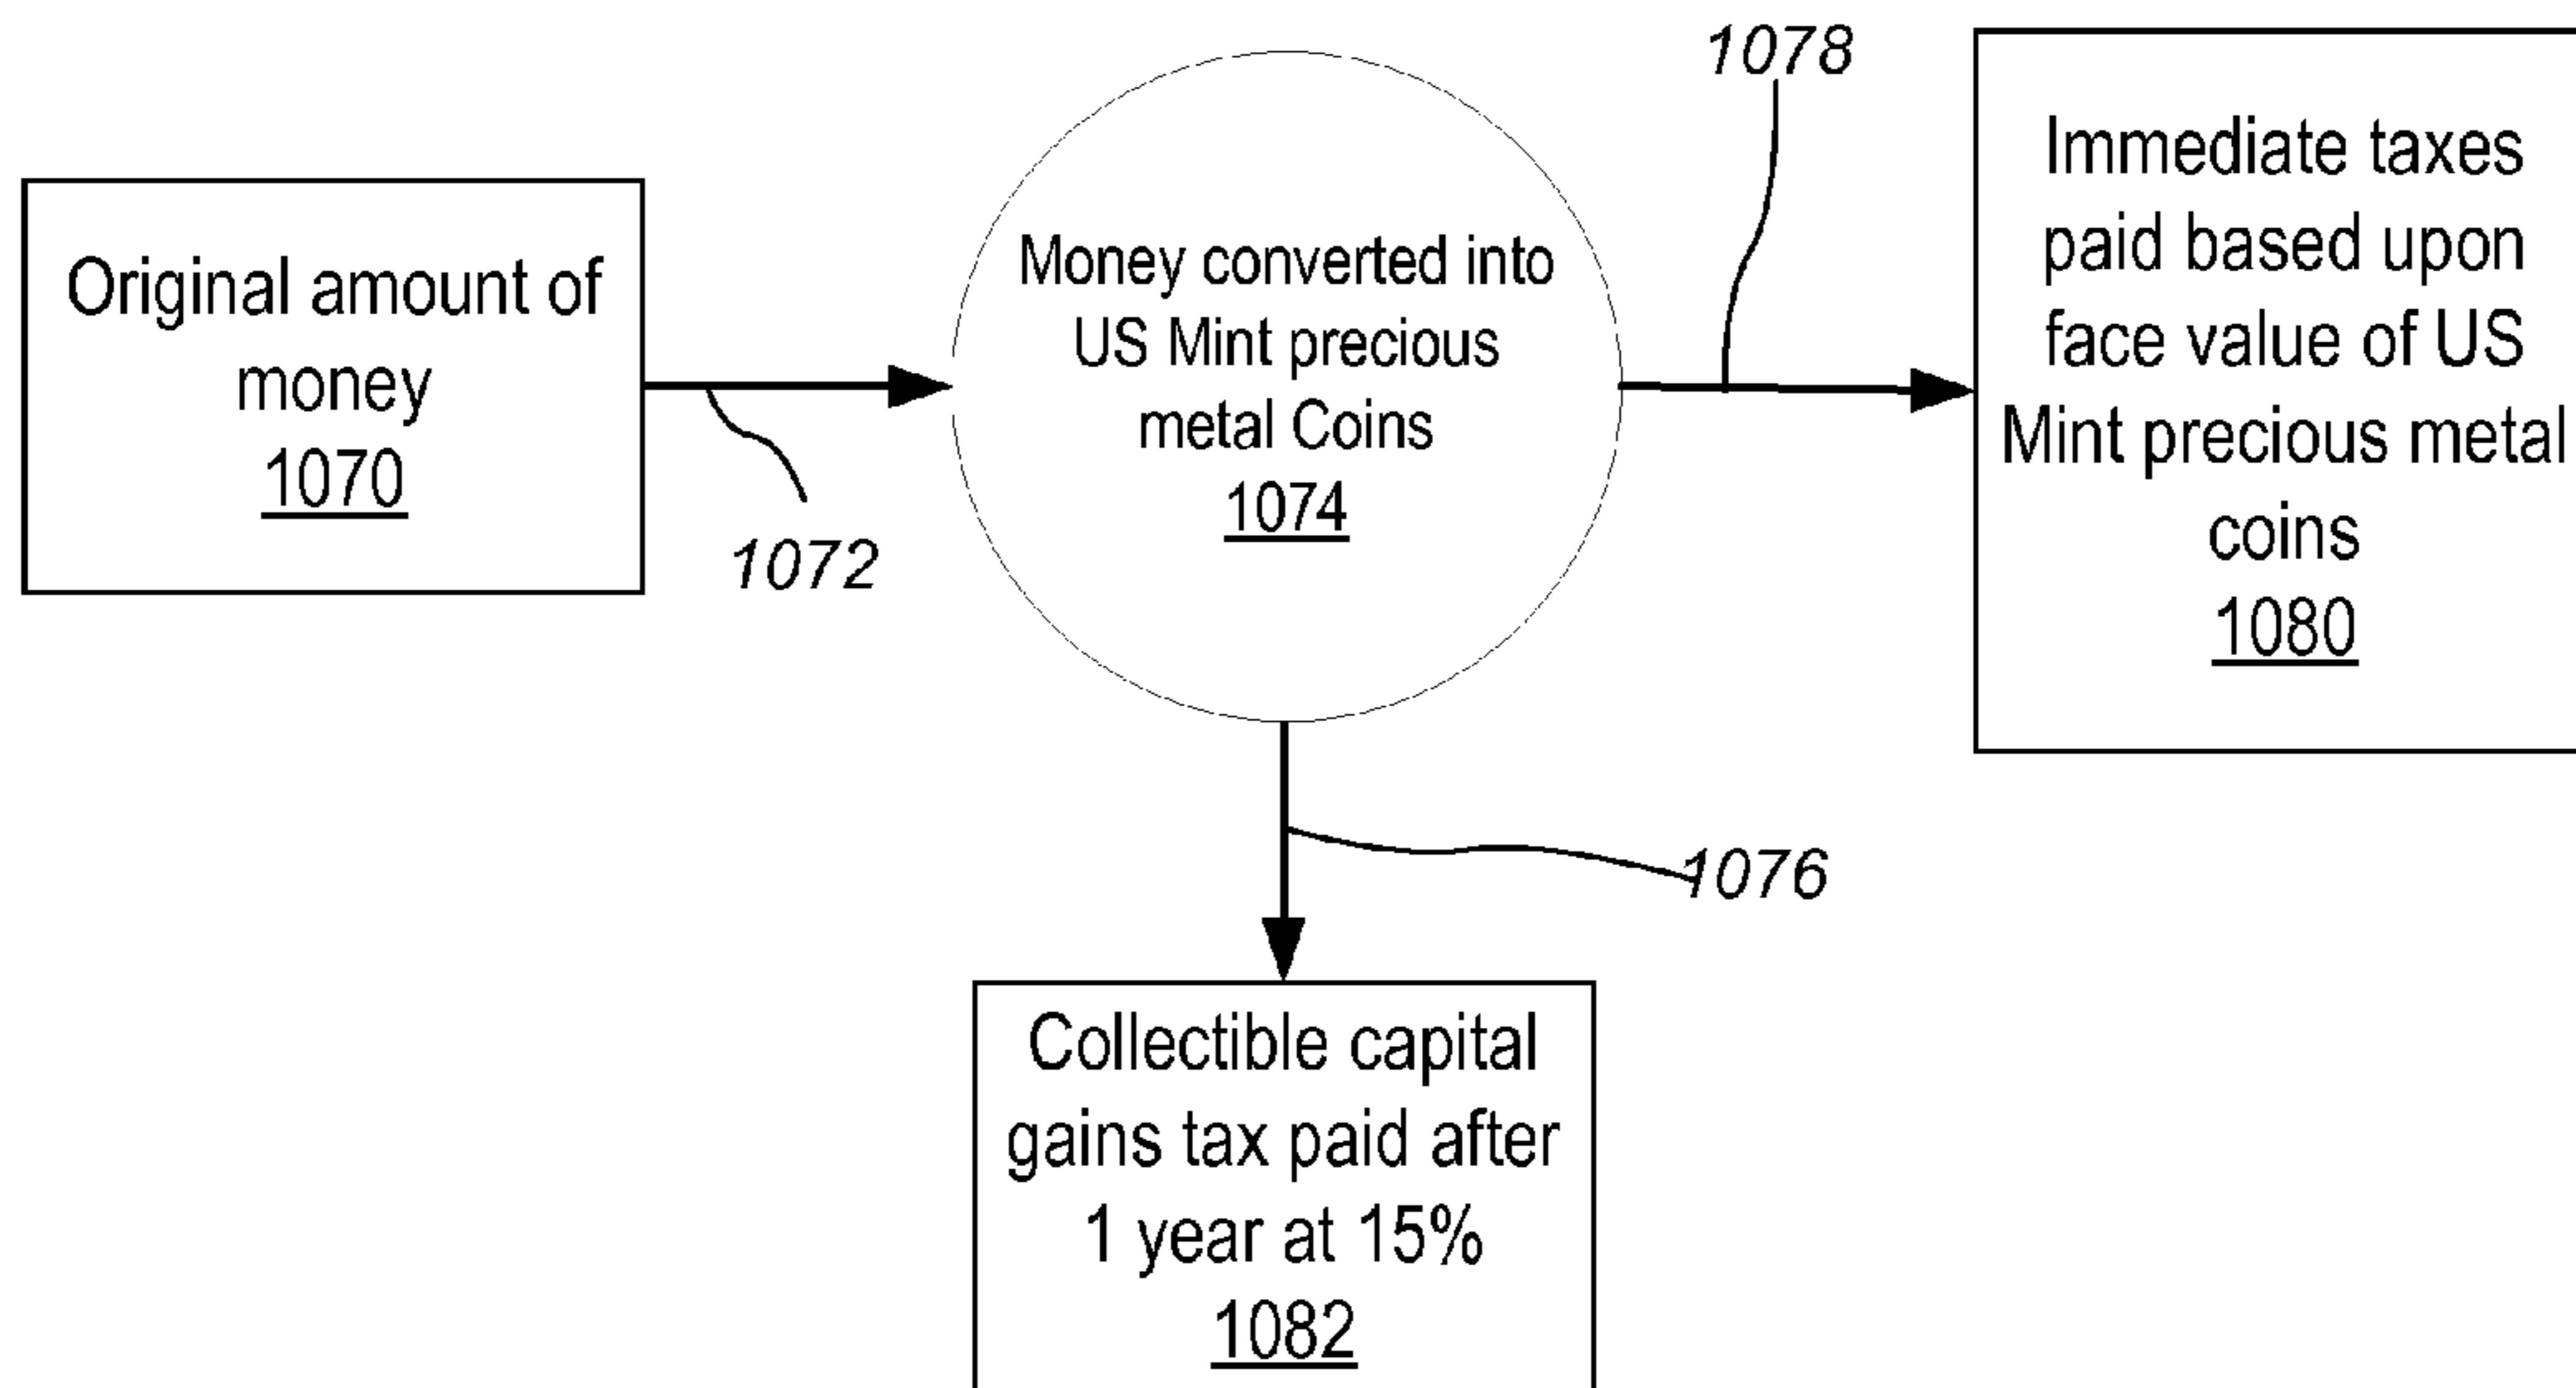 Original amount of
money
1070
1072
Money converted into
US Mint precious
metal Coins
1074
1078
Immediate taxes
paid based upon
face value of US
Mint precious metal
coins
1080
1076
Collectible capital
gains tax paid after
1 year at 15%
1082